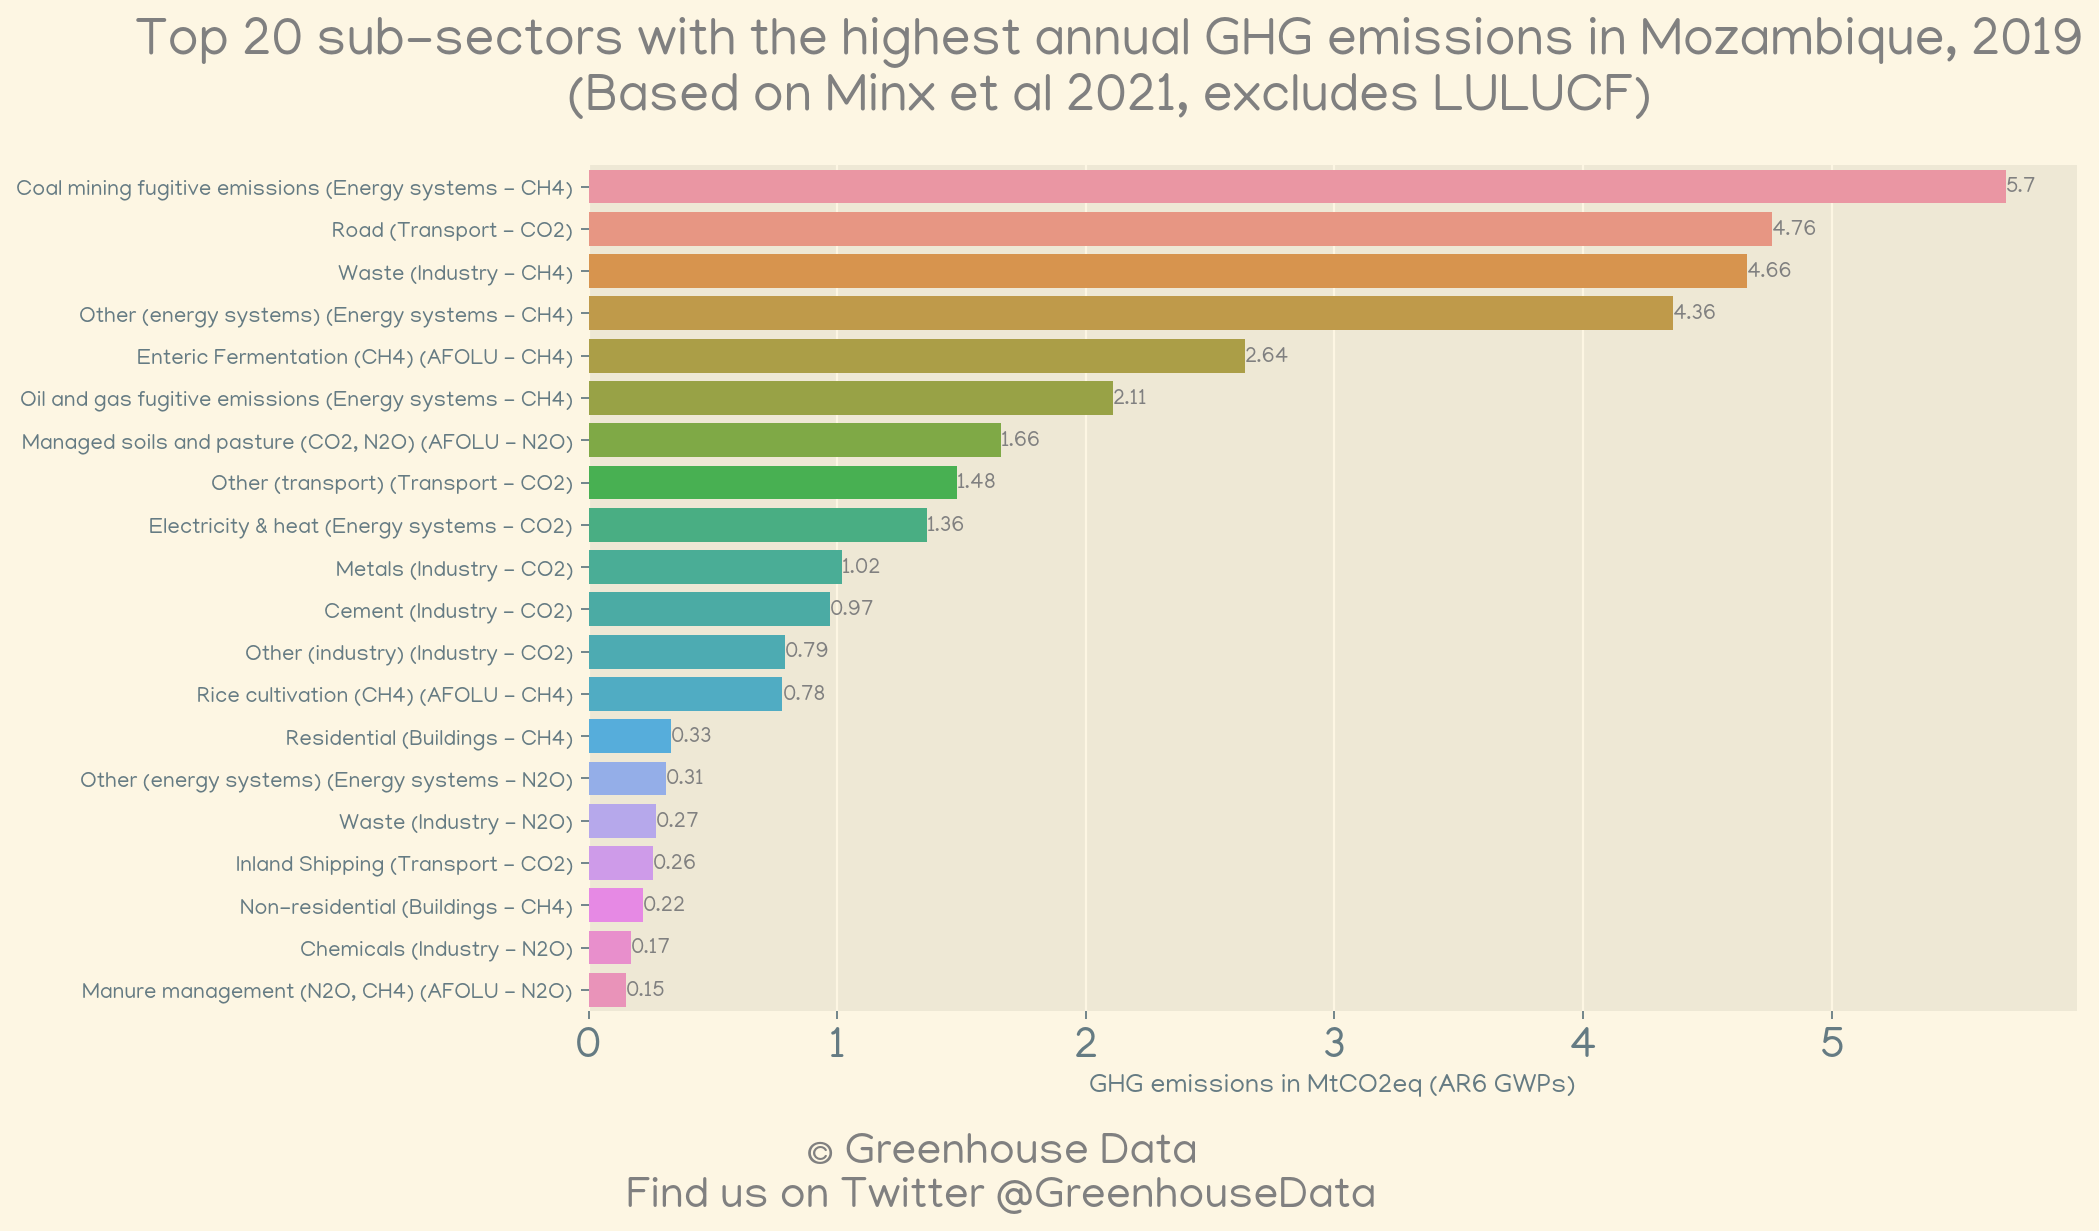 Top 20 sub-sectors with the highest annual GHG emissions in Mozambique, 2019
(Based on Minx et al 2021, excludes LULUCF)
Coal mining fugitive emissions (Energy systems - CH4) 5.7
Road (Transport - CO2) 4.76
Waste (Industry - CH4) 4.66
Other (energy systems) (Energy systems - CH4) 4.36
Enteric Fermentation (CH4) (AFOLU - CH4) 2.64
Oil and gas fugitive emissions (Energy systems - CH4) 2.11
Managed soils and pasture (CO2, N2O) (AFOLU - N2O) 1.66
Other (transport) (Transport - CO2) 1.48
Electricity & heat (Energy systems - CO2) 1.36
Metals (Industry - CO2) 1.02
Cement (Industry - CO2) 0.97
Other (industry) (Industry - CO2) 0.79
Rice cultivation (CH4) (AFOLU - CH4) 0.78
Residential (Buildings - CH4) 0.33
Other (energy systems) (Energy systems - N2O) 0.31
Waste (Industry - N2O) 0.27
Inland Shipping (Transport - CO2) 0.26
Non-residential (Buildings - CH4) 0.22
Chemicals (Industry - N2O) 0.17
Manure management (N2O, CH4) (AFOLU - N2O) 0.15
0 1 2 3 4 5
GHG emissions in MtCO2eq (AR6 GWPs)
© Greenhouse Data
Find us on Twitter @GreenhouseData